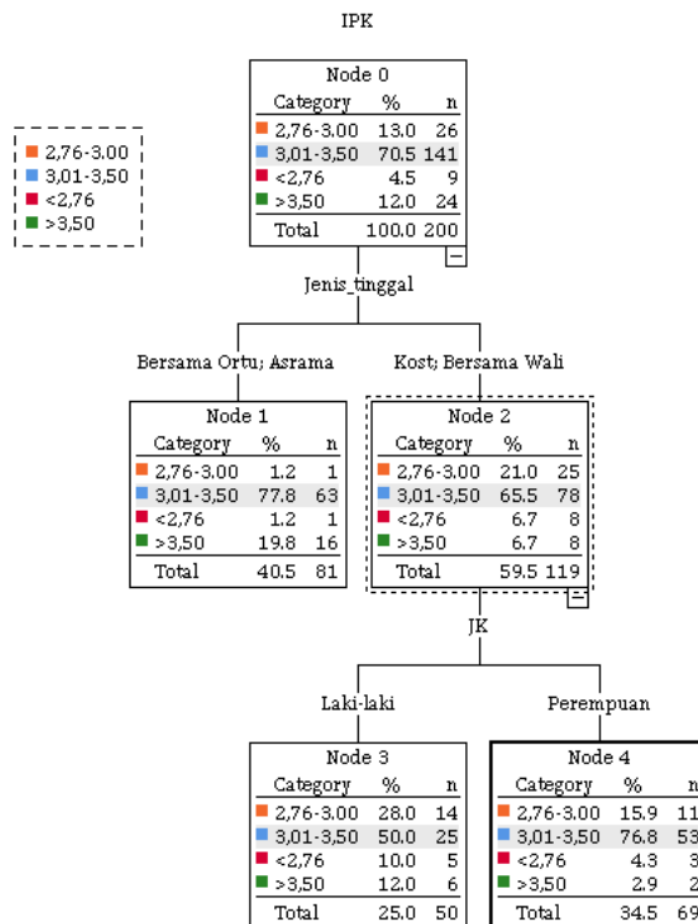 IPK
2,76-3.00
3,01-3,50
<2,76
>3,50
Node 0
Category % n
2,76-3.00 13.0 26
3,01-3,50 70.5 141
<2,76 4.5 9
>3,50 12.0 24
Total 100.0 200
Jenis_tinggal
Bersama Ortu; Asrama
Kost; Bersama Wali
Node 1
Category % n
2,76-3.00 1.2 1
3,01-3,50 77.8 63
<2,76 1.2 1
>3,50 19.8 16
Total 40.5 81
Node 2
Category % n
2,76-3.00 21.0 25
3,01-3,50 65.5 78
<2,76 6.7 8
>3,50 6.7 8
Total 59.5 119
JK
Laki-laki
Perempuan
Node 3
Category % n
2,76-3.00 28.0 14
3,01-3,50 50.0 25
<2,76 10.0 5
>3,50 12.0 6
Total 25.0 50
Node 4
Category % n
2,76-3.00 15.9 11
3,01-3,50 76.8 53
<2,76 4.3 3
>3,50 2.9 2
Total 34.5 69